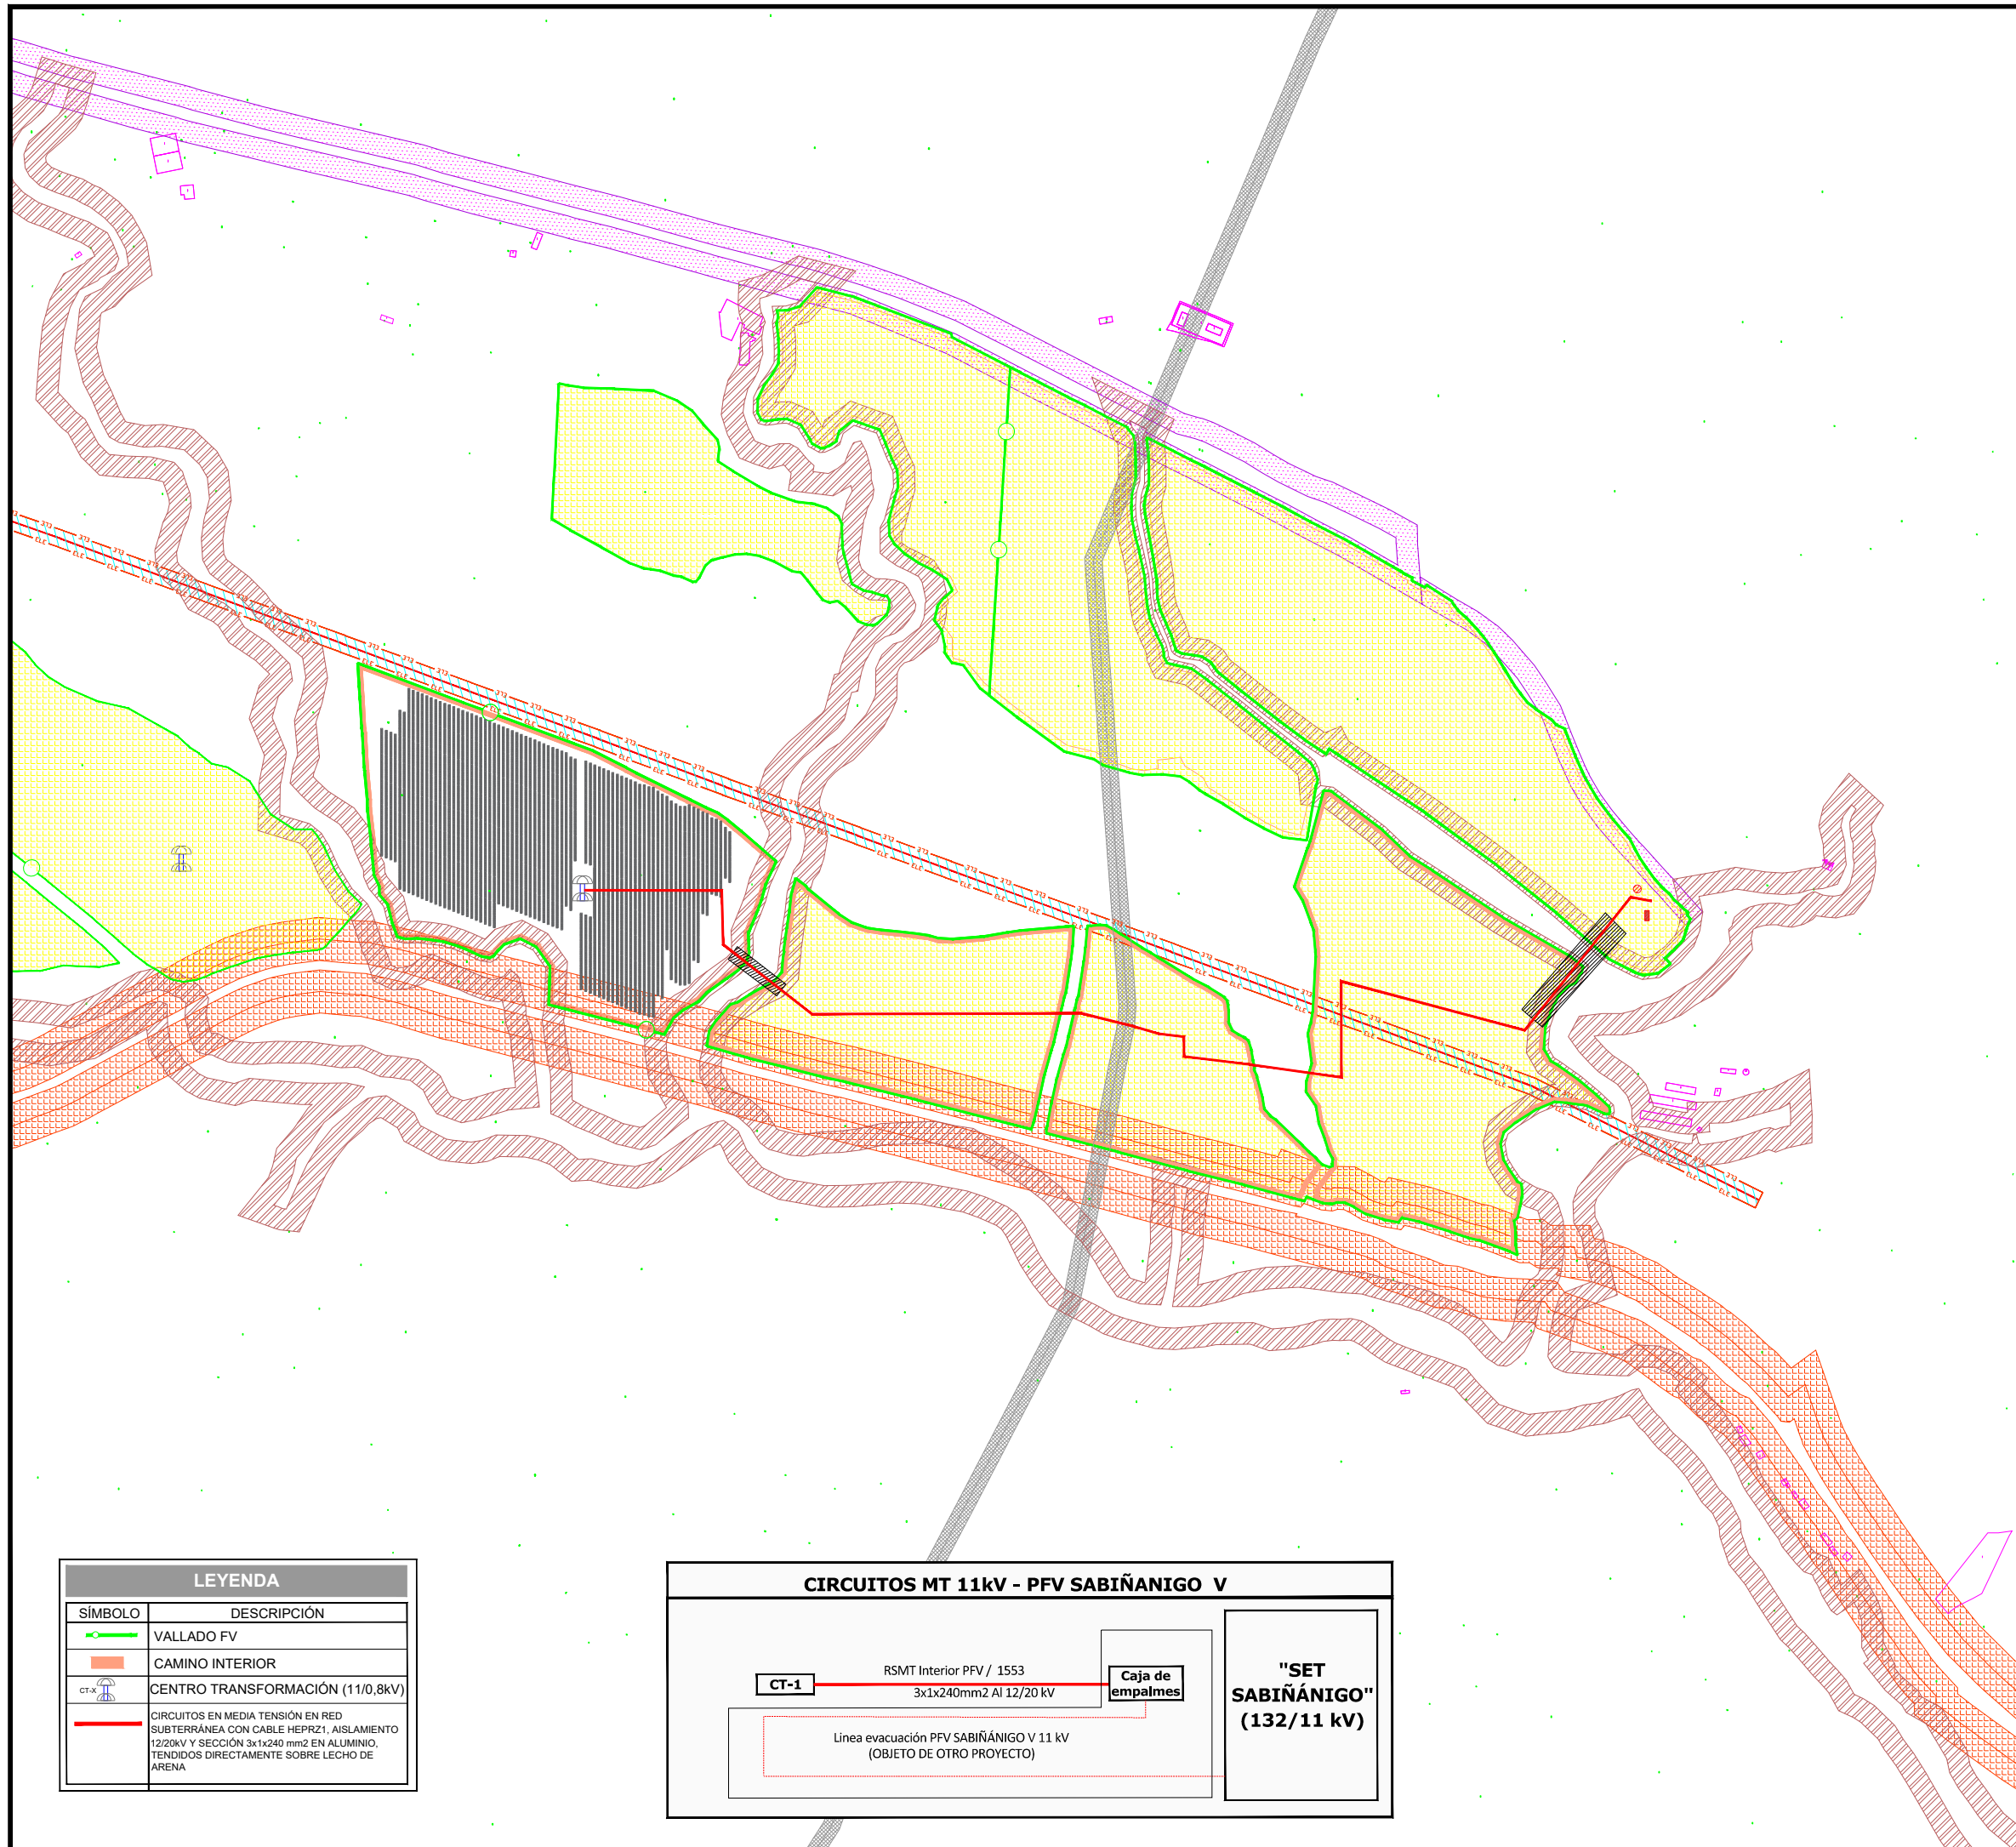 LEYENDA
SÍMBOLO DESCRIPCIÓN
VALLADO FV
CAMINO INTERIOR
CT-X CENTRO TRANSFORMACIÓN (11/0,8kV)
CIRCUITOS EN MEDIA TENSIÓN EN RED
SUBTERRÁNEA CON CABLE HEPRZ1, AISLAMIENTO
12/20kV Y SECCIÓN 3x1x240 mm2 EN ALUMINIO,
TENDIDOS DIRECTAMENTE SOBRE LECHO DE
ARENA
CIRCUITOS MT 11kV - PFV SABIÑANIGO V
CT-1
RSMT Interior PFV / 1553
3x1x240mm2 Al 12/20 kV
Caja de
empalmes
Linea evacuación PFV SABIÑÁNIGO V 11 kV
(OBJETO DE OTRO PROYECTO)
"SET
SABIÑÁNIGO"
(132/11 kV)